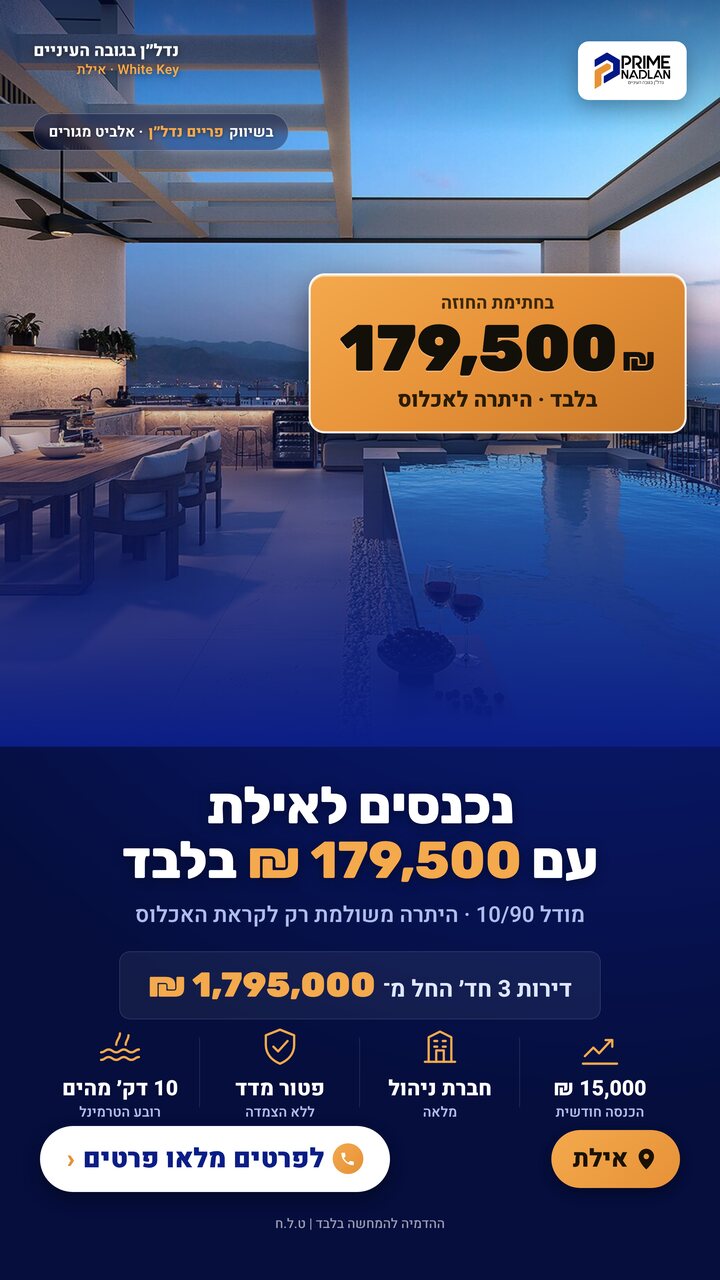 נדל״ן בגובה העיניים
White Key · אילת
PRIME
NADLAN
נדל״ן בגובה העיניים
בשיווק פריים נדל״ן · אלביט מגורים
בחתימת החוזה
179,500 ₪
בלבד · היתרה לאכלוס
נכנסים לאילת
עם 179,500 ₪ בלבד
מודל 10/90 · היתרה משולמת רק לקראת האכלוס
דירות 3 חד׳ החל מ־ 1,795,000 ₪
15,000 ₪
הכנסה חודשית
חברת ניהול
מלאה
פטור מדד
ללא הצמדה
10 דק׳ מהים
רובע הטרמינל
אילת
לפרטים מלאו פרטים ›
ההדמיה להמחשה בלבד | ט.ל.ח